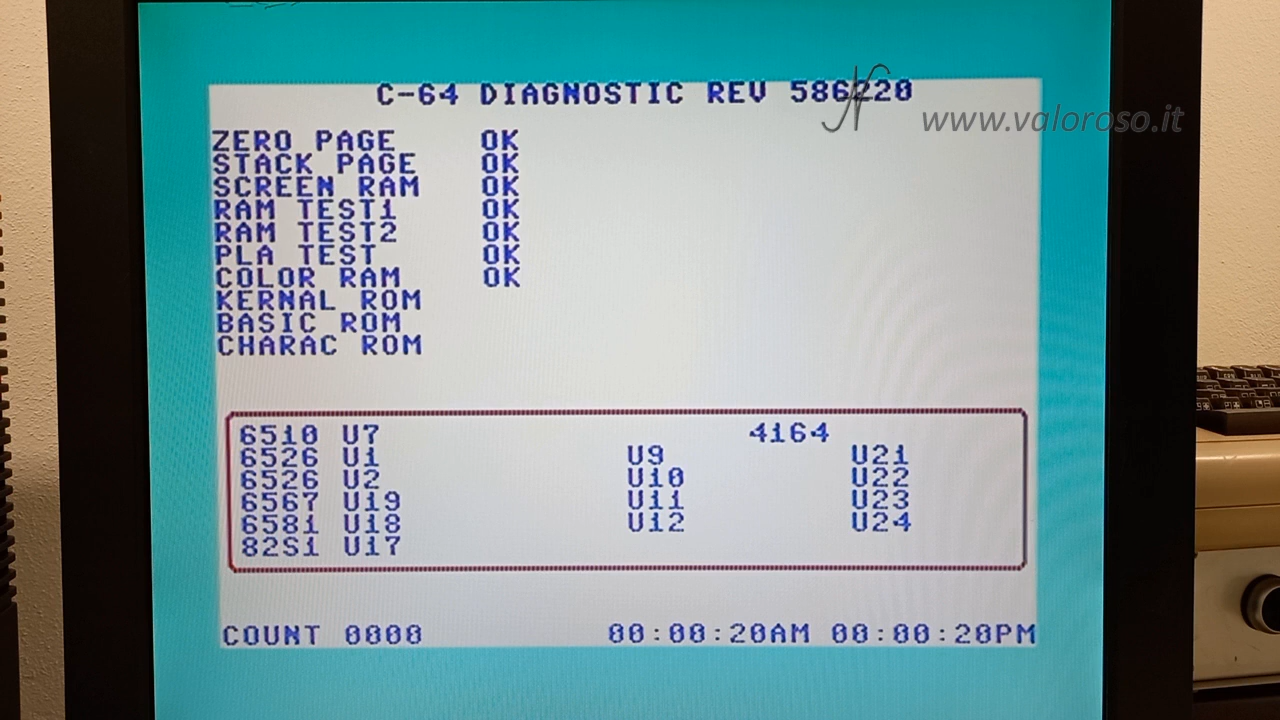 C-64 DIAGNOSTIC REV 586220
www.valoroso.it
ZERO PAGE OK
STACK PAGE OK
SCREEN RAM OK
RAM TEST1 OK
RAM TEST2 OK
PLA TEST OK
COLOR RAM OK
KERNAL ROM
BASIC ROM
CHARAC ROM
6510 U7 4164
6526 U1 U9 U21
6526 U2 U10 U22
6567 U19 U11 U23
6581 U18 U12 U24
82S1 U17
COUNT 0000 00:00:20AM 00:00:20PM